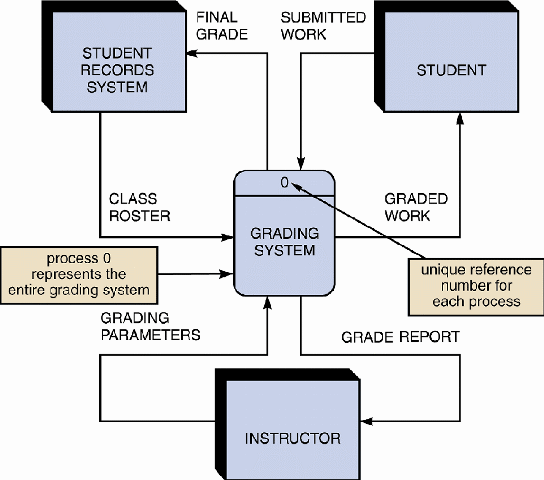 FINAL
GRADE
SUBMITTED
WORK
STUDENT
RECORDS
SYSTEM
STUDENT
0
CLASS
ROSTER
GRADING
SYSTEM
GRADED
WORK
process 0
represents the
entire grading system
unique reference
number for
each process
GRADING
PARAMETERS
GRADE REPORT
INSTRUCTOR